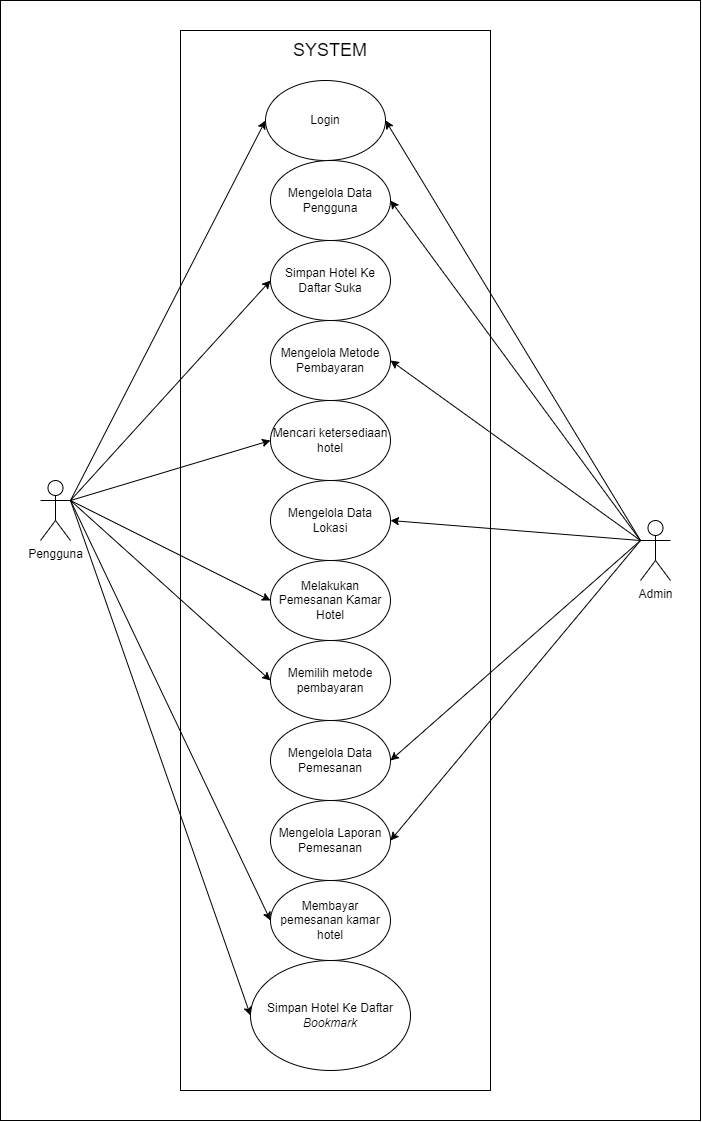 SYSTEM
Login
Mengelola Data
Pengguna
Simpan Hotel Ke
Daftar Suka
Mengelola Metode
Pembayaran
Mencari ketersediaan
hotel
Mengelola Data
Lokasi
Pengguna
Melakukan
Pemesanan Kamar
Hotel
Admin
Memilih metode
pembayaran
Mengelola Data
Pemesanan
Mengelola Laporan
Pemesanan
Membayar
pemesanan kamar
hotel
Simpan Hotel Ke Daftar
Bookmark